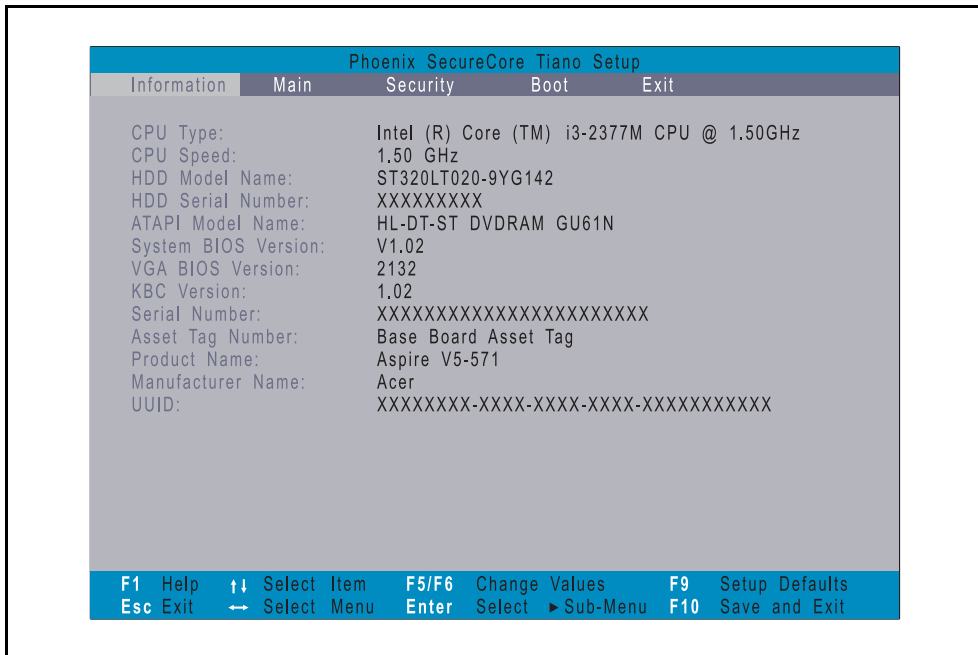 Phoenix SecureCore Tiano Setup
Information Main Security Boot Exit
CPU Type: Intel (R) Core (TM) i3-2377M CPU @ 1.50GHz
CPU Speed: 1.50 GHz
HDD Model Name: ST320LT020-9YG142
HDD Serial Number: XXXXXXXXX
ATAPI Model Name: HL-DT-ST DVDRAM GU61N
System BIOS Version: V1.02
VGA BIOS Version: 2132
KBC Version: 1.02
Serial Number: XXXXXXXXXXXXXXXXXXXXXXX
Asset Tag Number: Base Board Asset Tag
Product Name: Aspire V5-571
Manufacturer Name: Acer
UUID: XXXXXXXX-XXXX-XXXX-XXXX-XXXXXXXXXXX
F1 Help ↑↓ Select Item F5/F6 Change Values F9 Setup Defaults
Esc Exit ↔ Select Menu Enter Select ►Sub-Menu F10 Save and Exit